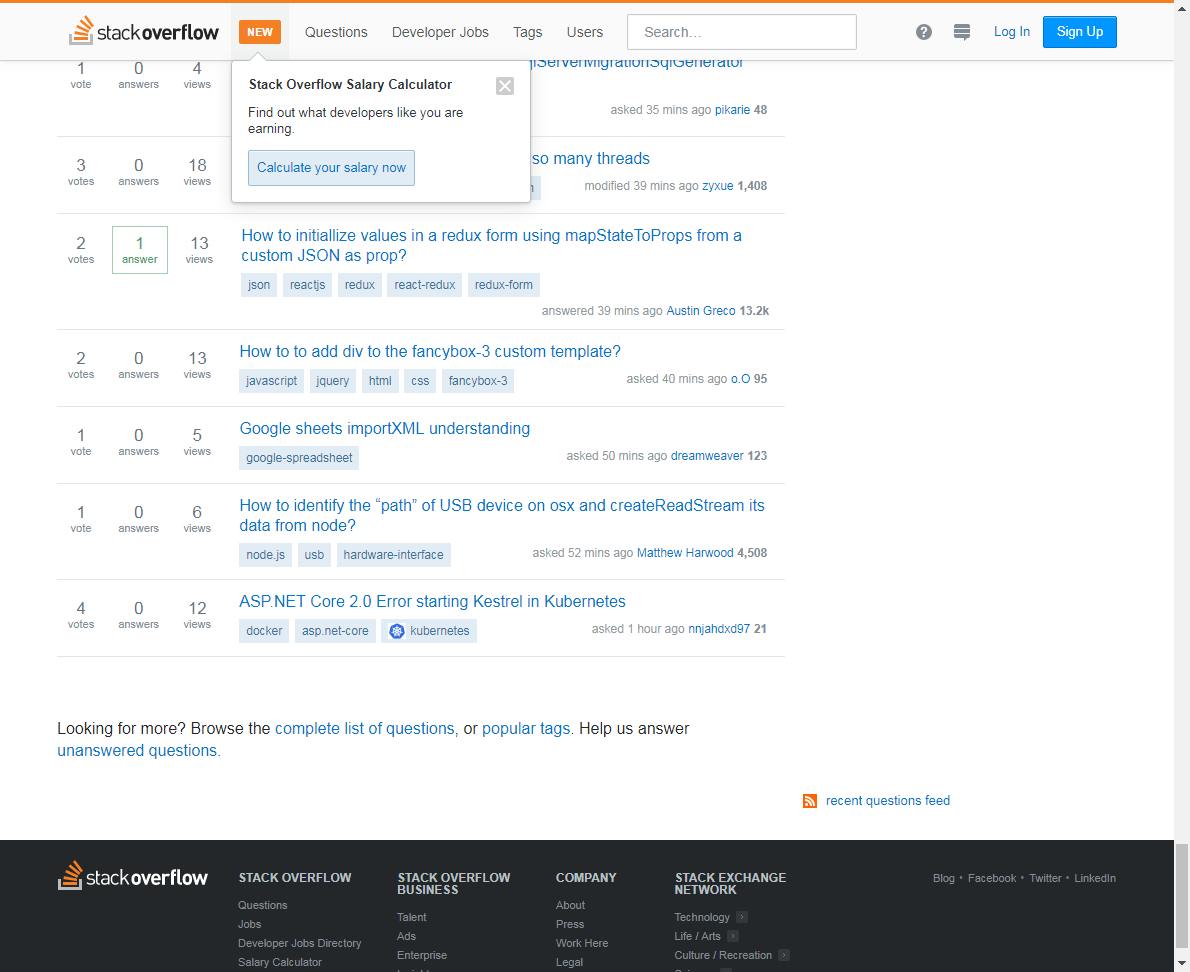 stackoverflow NEW Questions Developer Jobs Tags Users Search... ? Log In Sign Up
1 0 4
vote answers views
asked 35 mins ago pikarie 48
Stack Overflow Salary Calculator
Find out what developers like you are
earning.
Calculate your salary now
3 0 18 so many threads
votes answers views modified 39 mins ago zyxue 1,408
2 1 13 How to initiallize values in a redux form using mapStateToProps from a
votes answer views custom JSON as prop?
json reactjs redux react-redux redux-form
answered 39 mins ago Austin Greco 13.2k
2 0 13 How to to add div to the fancybox-3 custom template?
votes answers views
javascript jquery html css fancybox-3 asked 40 mins ago o.O 95
1 0 5 Google sheets importXML understanding
vote answers views
google-spreadsheet asked 50 mins ago dreamweaver 123
1 0 6 How to identify the “path” of USB device on osx and createReadStream its
vote answers views data from node?
node.js usb hardware-interface asked 52 mins ago Matthew Harwood 4,508
4 0 12 ASP.NET Core 2.0 Error starting Kestrel in Kubernetes
votes answers views
docker asp.net-core kubernetes asked 1 hour ago nnjahdxd97 21
Looking for more? Browse the complete list of questions, or popular tags. Help us answer
unanswered questions.
recent questions feed
stackoverflow
STACK OVERFLOW
Questions
Jobs
Developer Jobs Directory
Salary Calculator
STACK OVERFLOW
BUSINESS
Talent
Ads
Enterprise
COMPANY
About
Press
Work Here
Legal
STACK EXCHANGE
NETWORK
Technology ›
Life / Arts ›
Culture / Recreation ›
Blog • Facebook • Twitter • LinkedIn